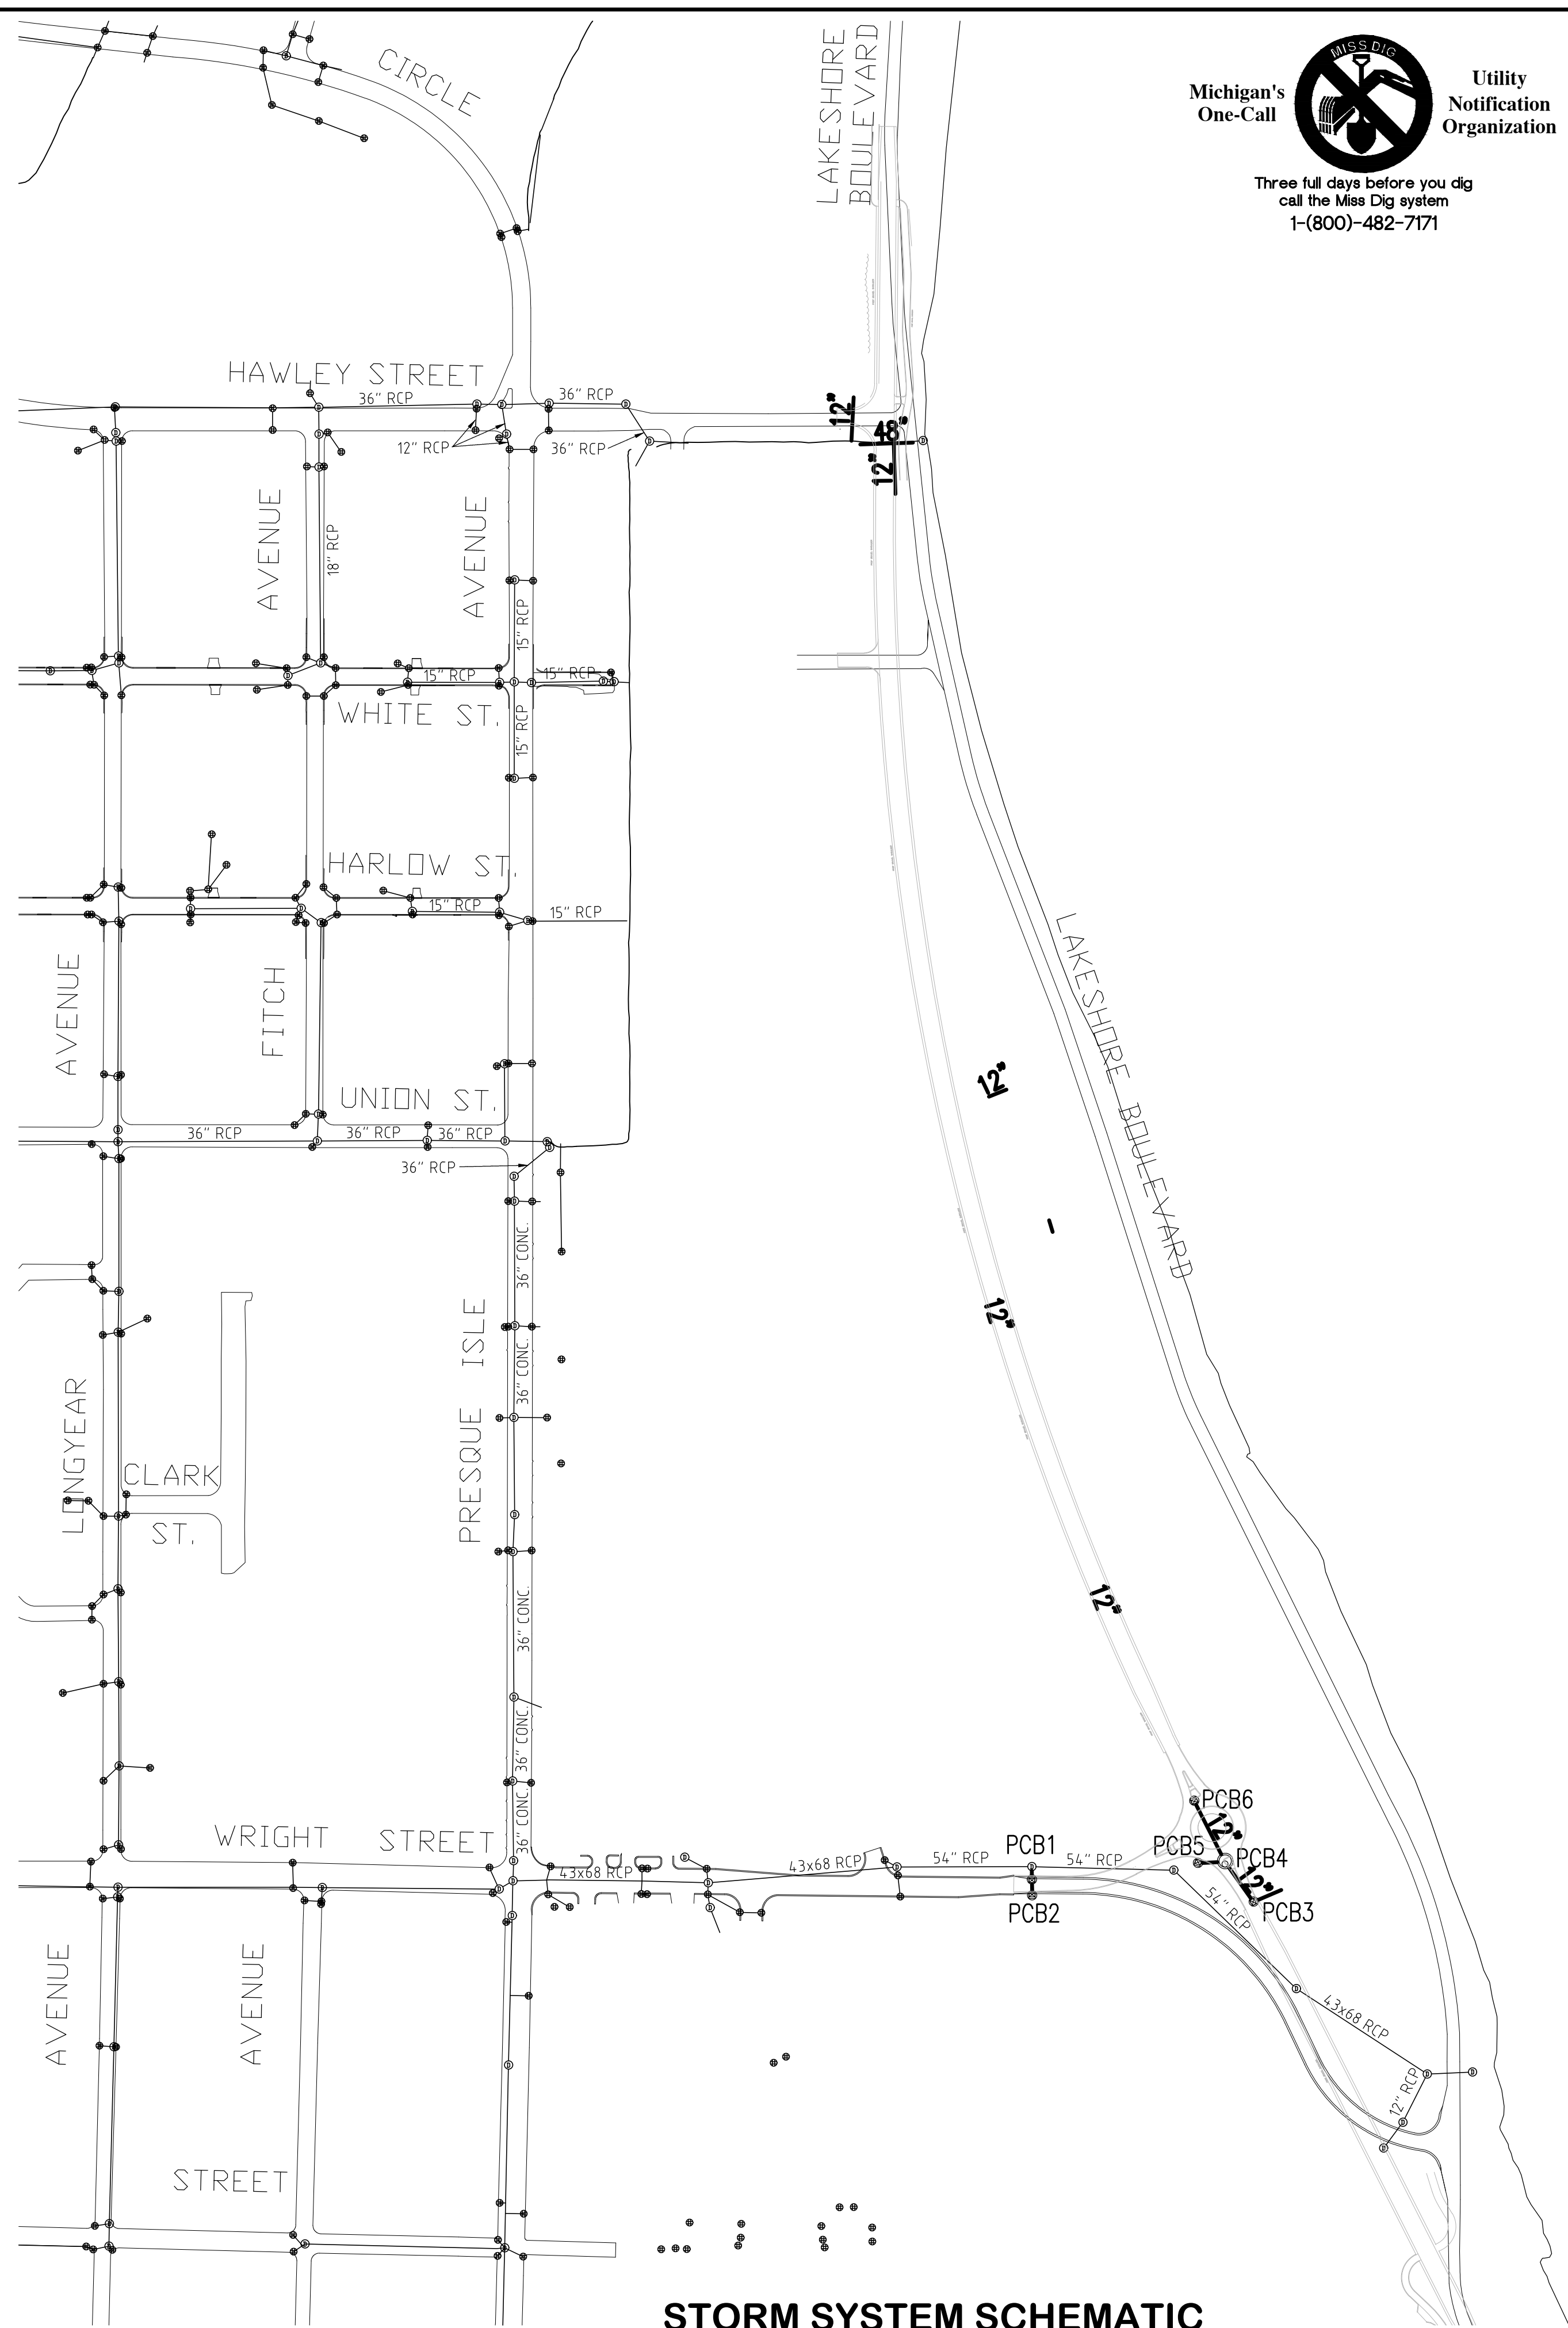 CIRCLE
LAKESHORE
BOULEVARD
MISS DIG
Michigan's
One-Call
Utility
Notification
Organization
Three full days before you dig
call the Miss Dig system
1-(800)-482-7171
HAWLEY STREET
36" RCP
36" RCP
12" RCP
36" RCP
12"
48"
12"
AVENUE
18" RCP
AVENUE
15" RCP
15" RCP
15" RCP
WHITE ST.
15" RCP
HARLOW ST.
15" RCP
15" RCP
AVENUE
FITCH
LAKESHORE BOULEVARD
12"
UNION ST.
36" RCP
36" RCP
36" RCP
36" RCP
36" CONC.
12"
PRESQUE ISLE
36" CONC.
LONGYEAR
CLARK
ST.
36" CONC.
12"
36" CONC.
36" CONC.
WRIGHT STREET
43x68 RCP
43x68 RCP
54" RCP
PCB1
54" RCP
PCB2
PCB6
12"
PCB5
PCB4
12"
PCB3
54" RCP
43x68 RCP
12" RCP
AVENUE
AVENUE
STREET
STORM SYSTEM SCHEMATIC